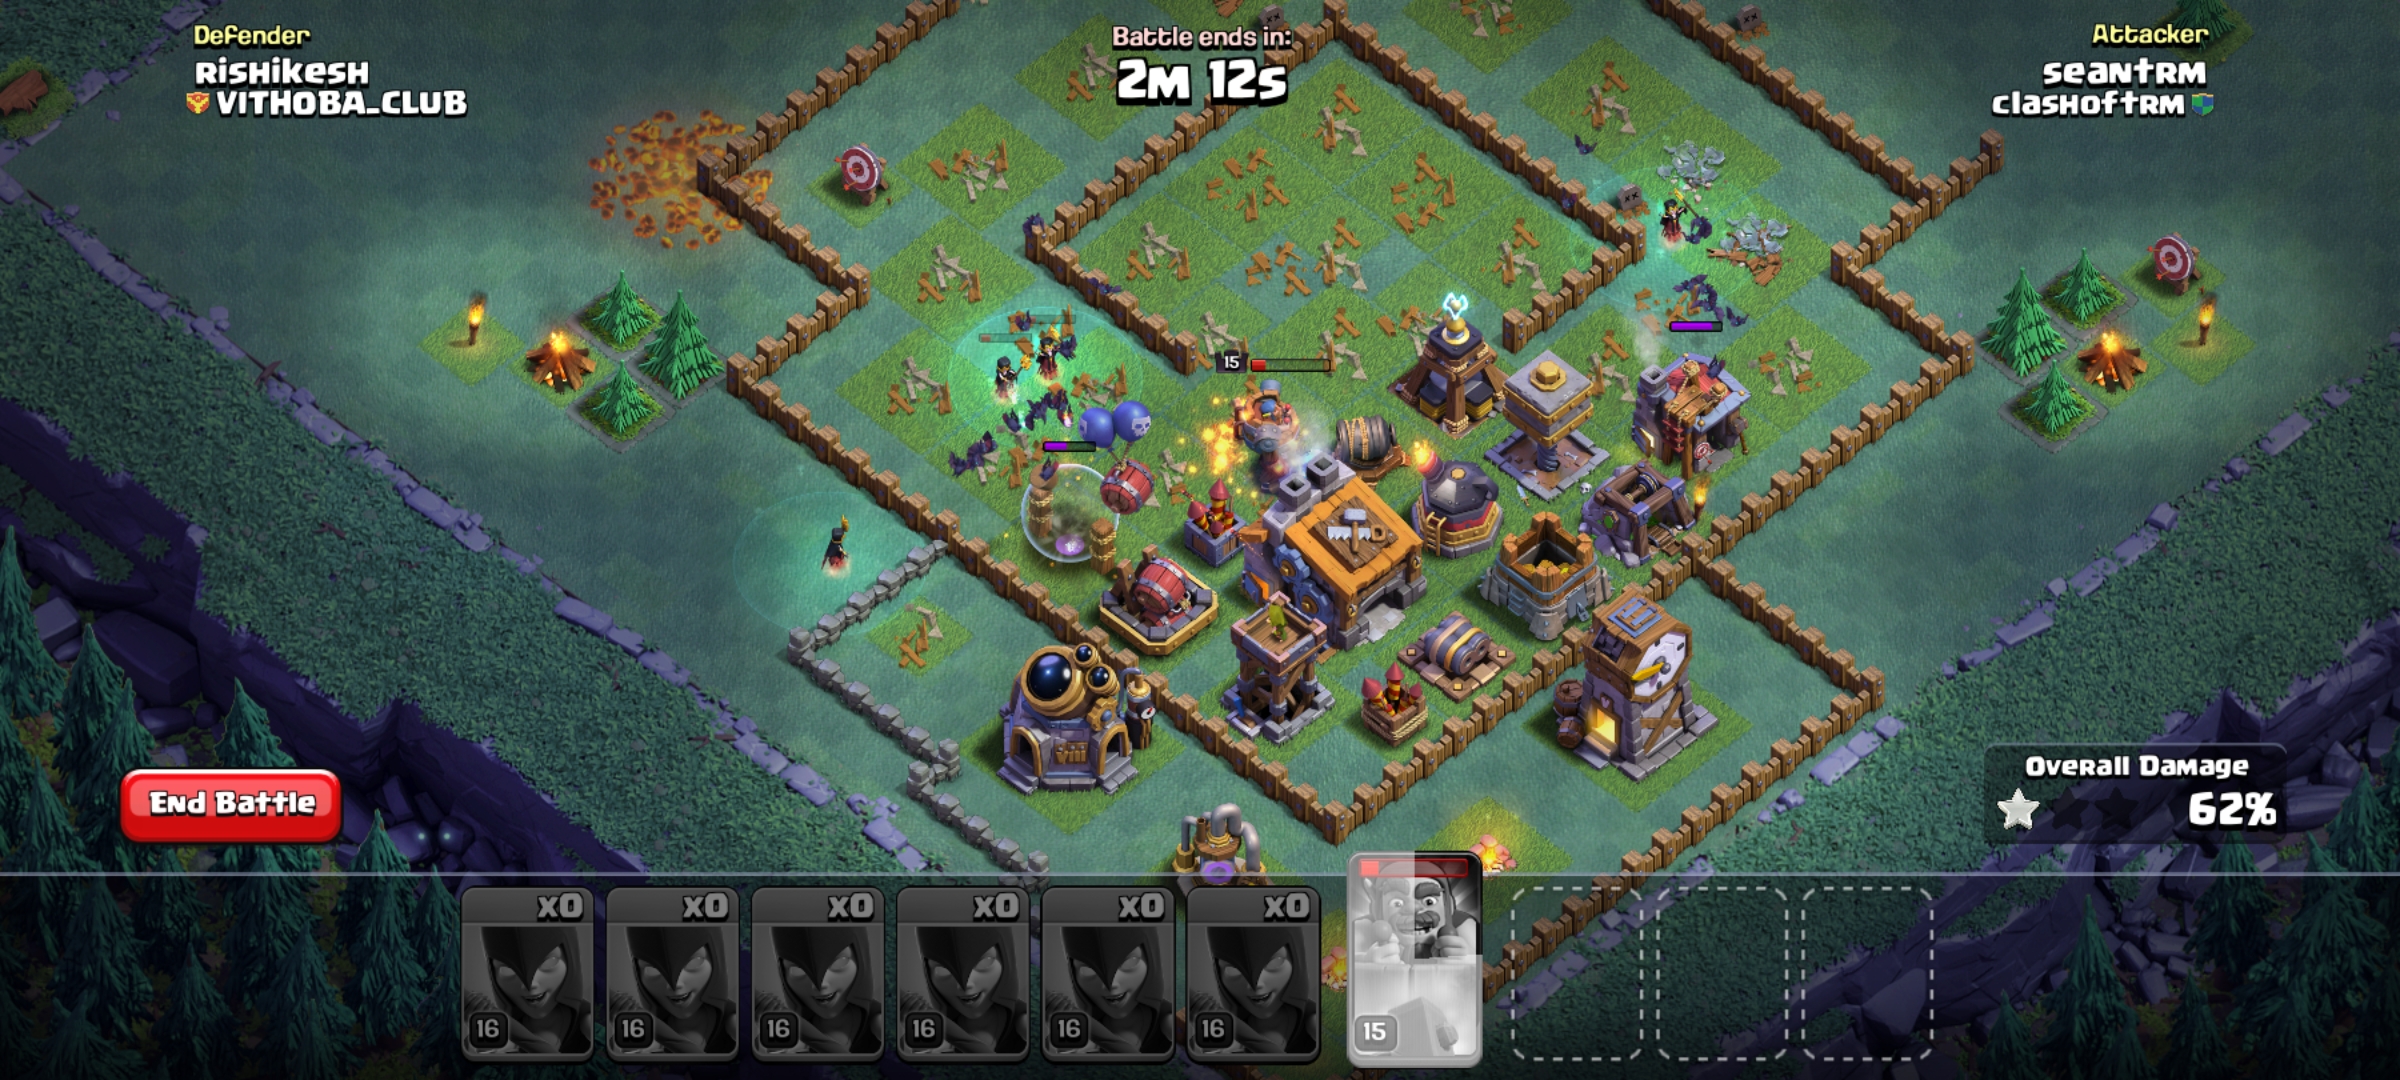 Defender
RisHikesH
VITHOBA_CLUB
Battle ends in:
2M 12s
Attacker
seantRM
clasHoftRM
15
End Battle
Overall Damage
62%
x0
x0
x0
x0
x0
x0
16
16
16
16
16
16
15